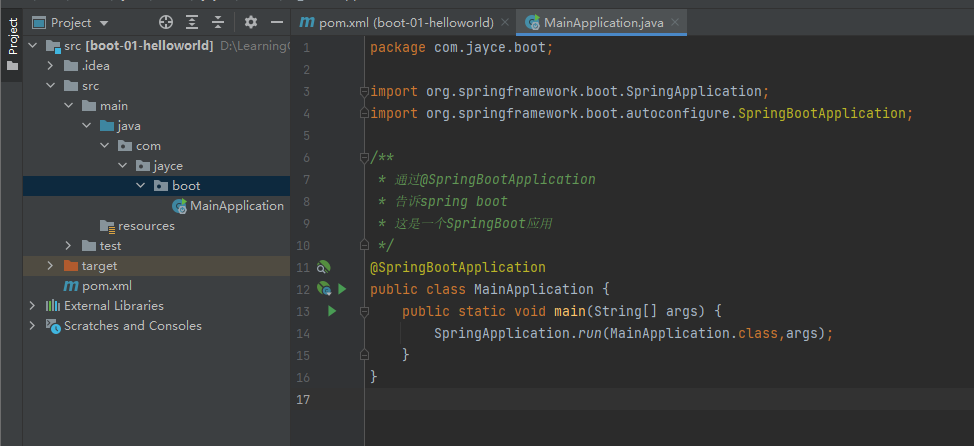 Project
Project
src [boot-01-helloworld] D:\Learning
.idea
src
main
java
com
jayce
boot
MainApplication
resources
test
target
pom.xml
External Libraries
Scratches and Consoles
pom.xml (boot-01-helloworld)
MainApplication.java
1 package com.jayce.boot;
2
3 import org.springframework.boot.SpringApplication;
4 import org.springframework.boot.autoconfigure.SpringBootApplication;
5
6 /**
7 * 通过@SpringBootApplication
8 * 告诉spring boot
9 * 这是一个SpringBoot应用
10 */
11 @SpringBootApplication
12 public class MainApplication {
13 public static void main(String[] args) {
14 SpringApplication.run(MainApplication.class,args);
15 }
16 }
17